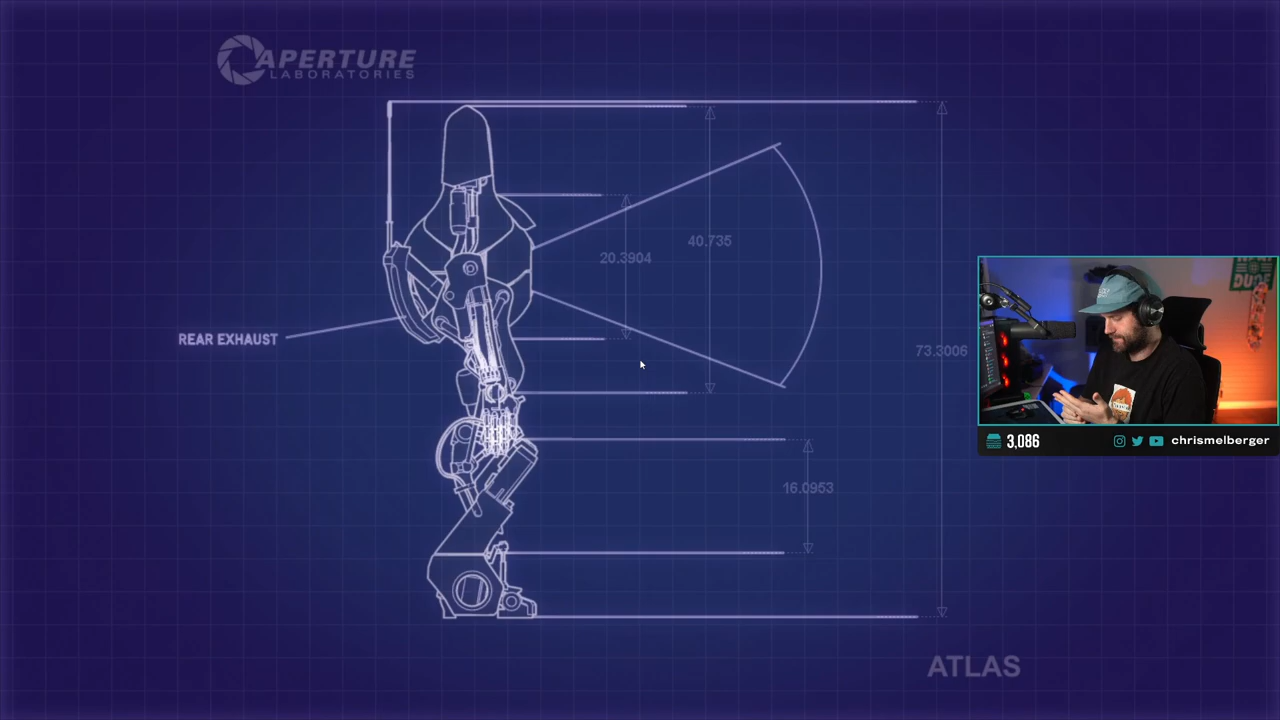 APERTURE
LABORATORIES
40.735
20.3904
REAR EXHAUST
73.3006
3,086
chrismelberger
16.0953
ATLAS